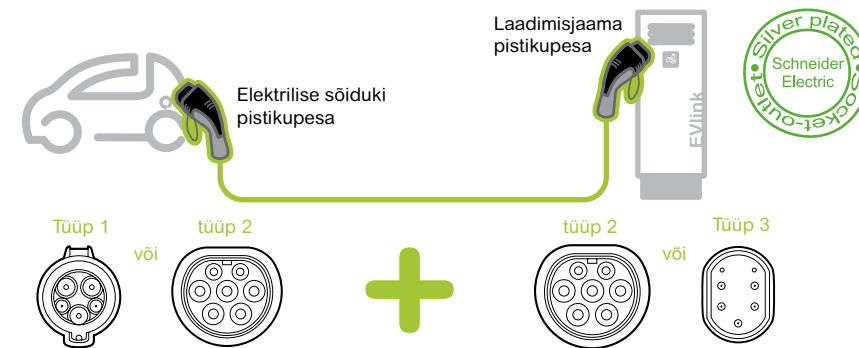 Laadimisjaama
pistikupesa
Silver plated
Socket-outlet
Schneider
Electric
Elektrilise sõiduki
pistikupesa
EVlink
Tüüp 1
tüüp 2
tüüp 2
Tüüp 3
või
või